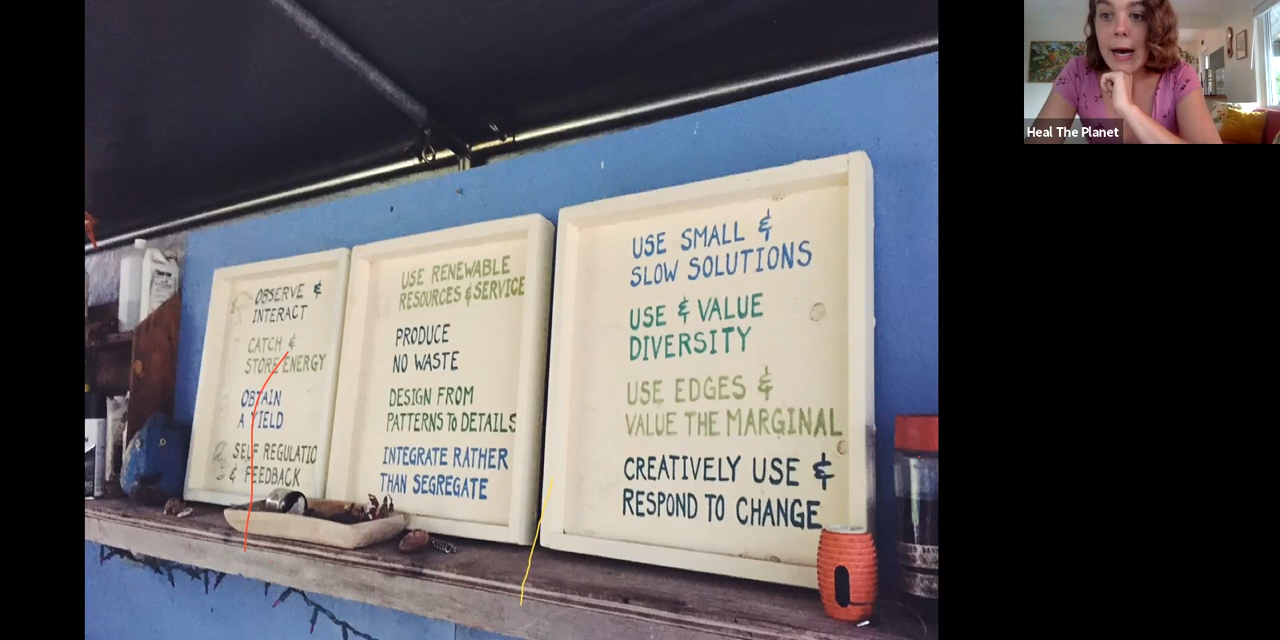 OBSERVE &
INTERACT
CATCH &
STORE ENERGY
OBTAIN
A YIELD
SELF REGULATIO
& FEEDBACK
USE RENEWABLE
RESOURCES & SERVICE
PRODUCE
NO WASTE
DESIGN FROM
PATTERNS TO DETAILS
INTEGRATE RATHER
THAN SEGREGATE
USE SMALL &
SLOW SOLUTIONS
USE & VALUE
DIVERSITY
USE EDGES &
VALUE THE MARGINAL
CREATIVELY USE &
RESPOND TO CHANGE
Heal The Planet